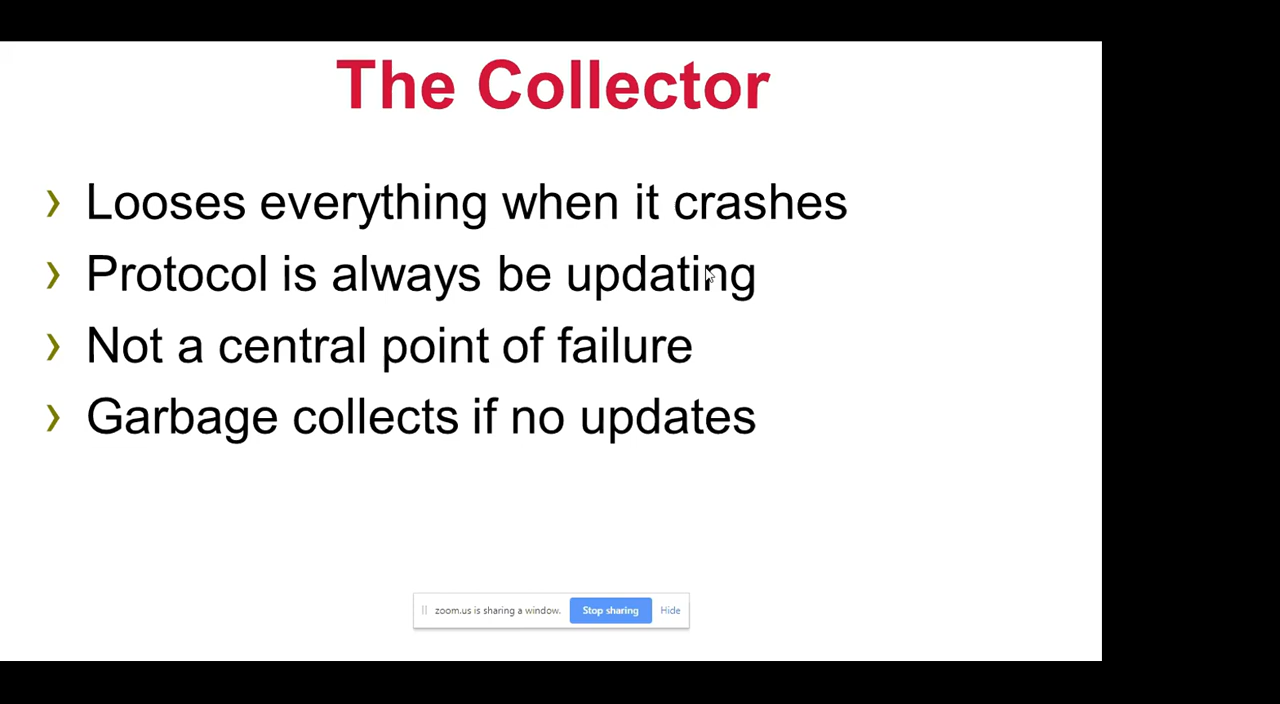 The Collector
› Looses everything when it crashes
› Protocol is always be updating
› Not a central point of failure
› Garbage collects if no updates
zoom.us is sharing a window. Stop sharing Hide